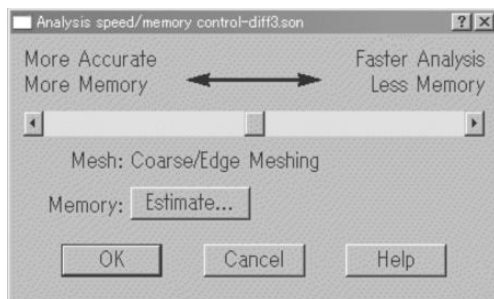 Analysis speed/memory control-diff3.son
More Accurate
More Memory
Faster Analysis
Less Memory
Mesh: Coarse/Edge Meshing
Memory: Estimate...
OK Cancel Help